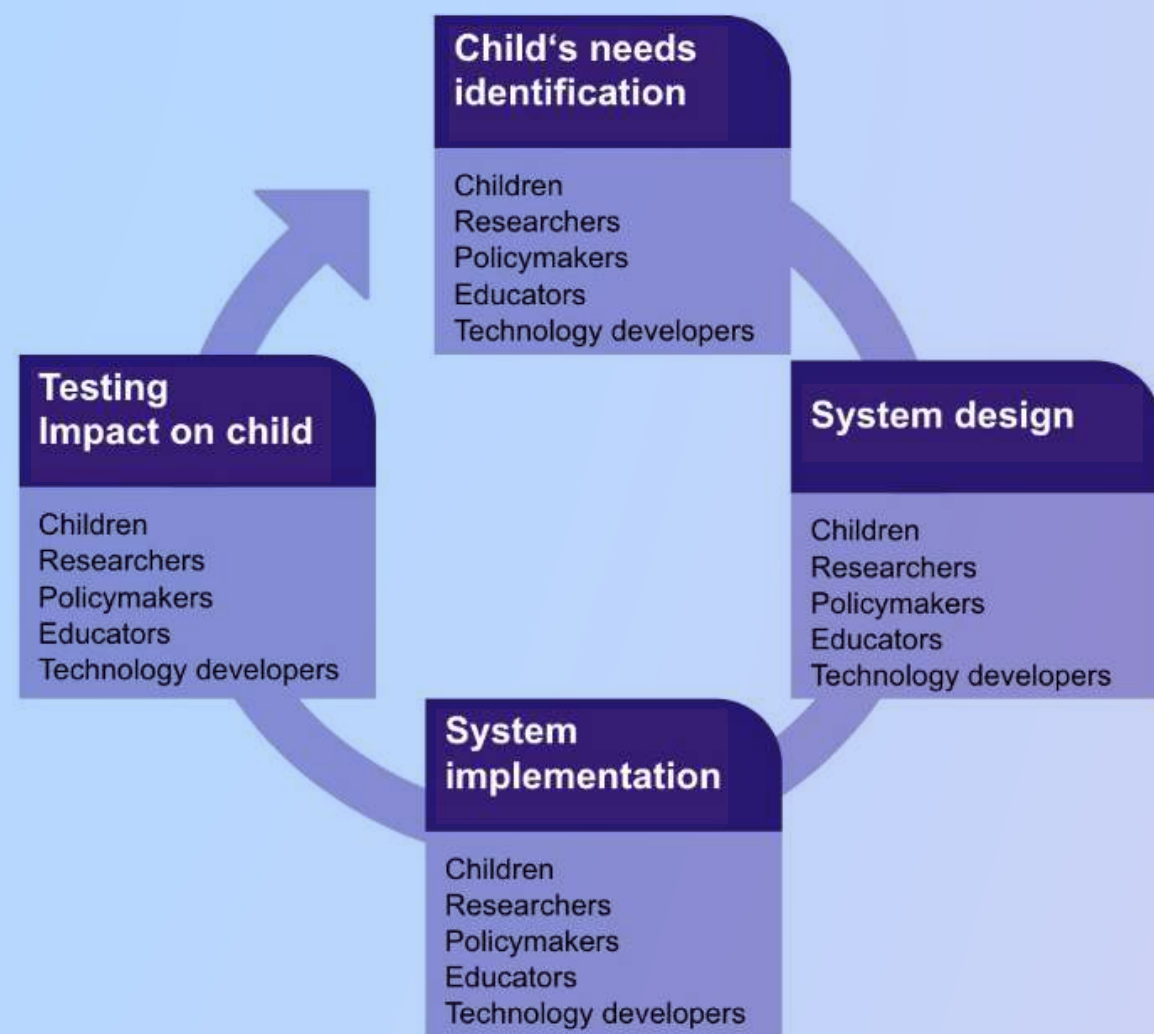 Child‘s needs
identification
Children
Researchers
Policymakers
Educators
Technology developers
System design
Children
Researchers
Policymakers
Educators
Technology developers
System
implementation
Children
Researchers
Policymakers
Educators
Technology developers
Testing
Impact on child
Children
Researchers
Policymakers
Educators
Technology developers